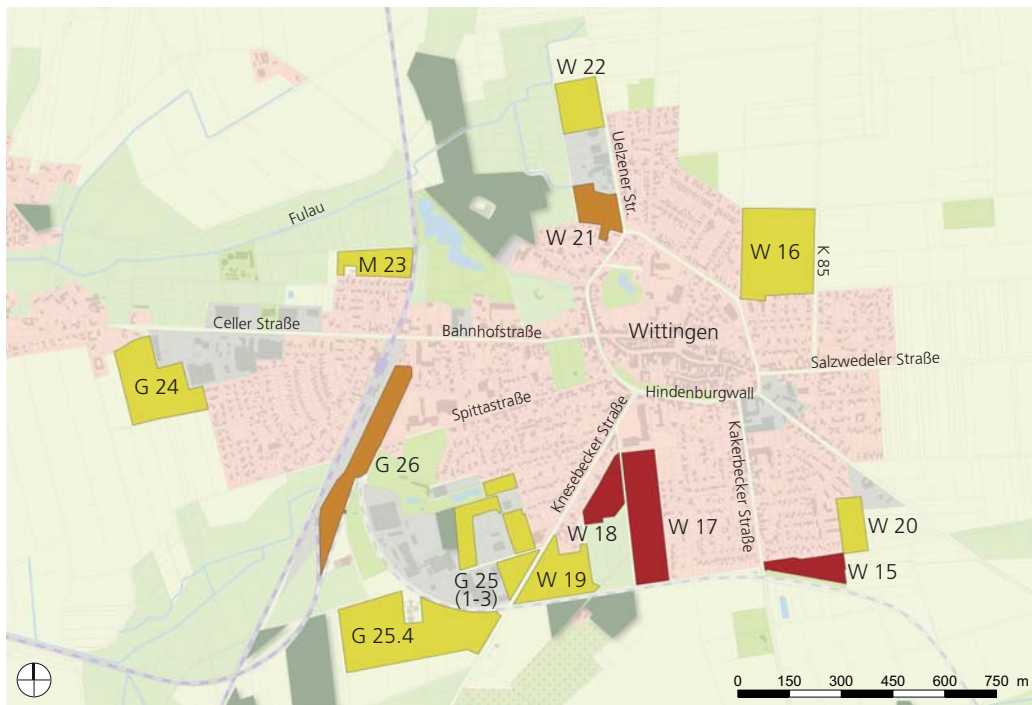 W 22
Uelzener Str.
Fulau
W 21
W 16
K 85
M 23
Celler Straße
Bahnhofstraße
Wittingen
Salzwedeler Straße
G 24
Hindenburgwall
Spittastraße
Knesebecker Straße
Kakerbecker Straße
G 26
W 18
W 17
W 20
G 25
(1-3)
W 19
W 15
G 25.4
0 150 300 450 600 750 m